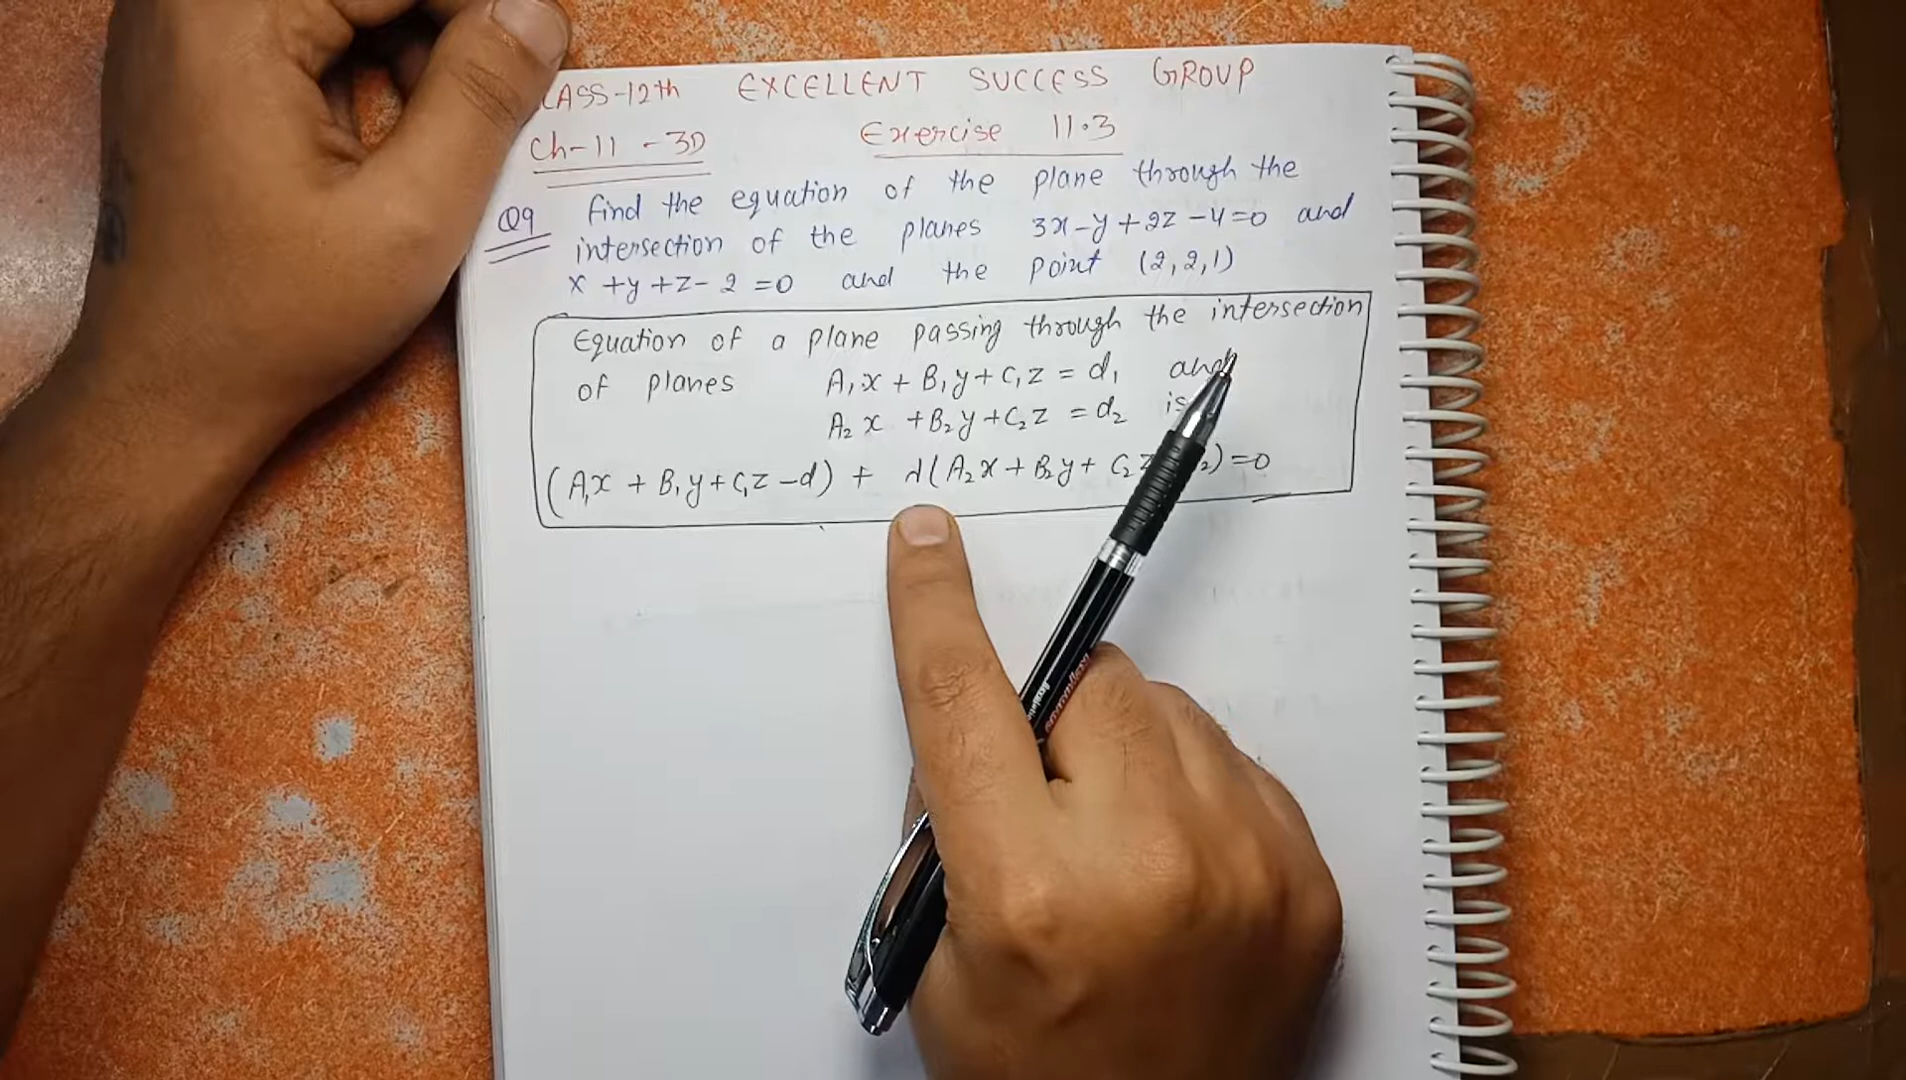 CLASS-12th EXCELLENT SUCCESS GROUP
Ch-11 - 3D Exercise 11.3
Q9 Find the equation of the plane through the
intersection of the planes 3x-y+2z-4=0 and
x+y+z-2=0 and the point (2,2,1)
Equation of a plane passing through the intersection
of planes A₁x + B₁y + C₁z = d₁ and
A₂x + B₂y + C₂z = d₂ is
(A₁x + B₁y + C₁z - d) + λ(A₂x + B₂y + C₂z ₂) = 0